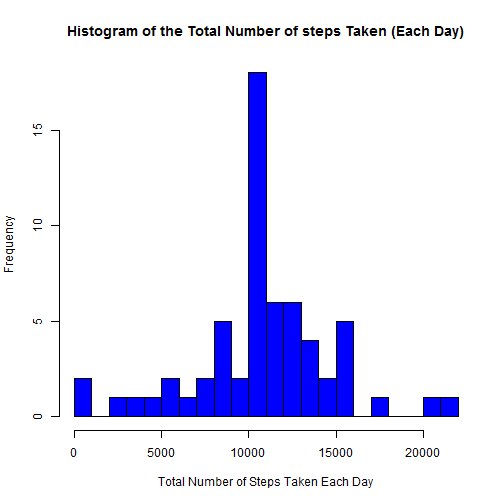 Histogram of the Total Number of steps Taken (Each Day)
15
10
5
0
Frequency
0 5000 10000 15000 20000
Total Number of Steps Taken Each Day